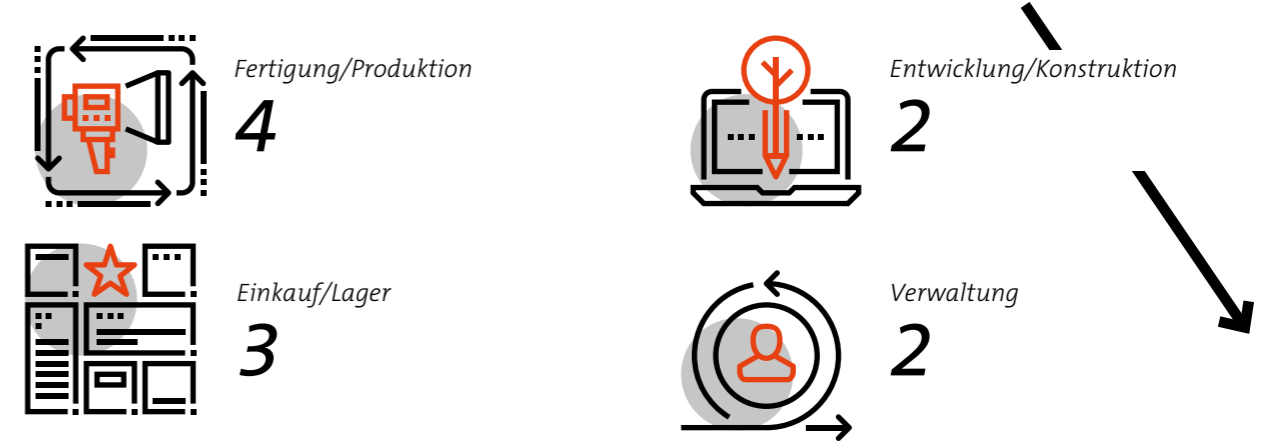 Fertigung/Produktion
4
Entwicklung/Konstruktion
2
Einkauf/Lager
3
Verwaltung
2